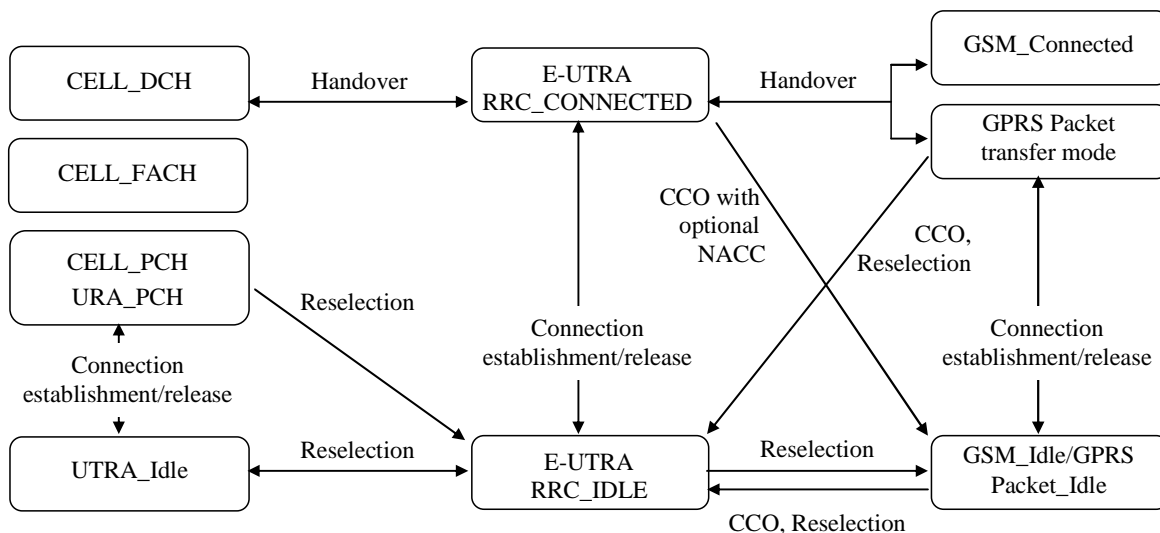 GSM_Connected
CELL_DCH
Handover
E-UTRA
RRC_CONNECTED
Handover
GPRS Packet
transfer mode
CELL_FACH
CCO with
optional
NACC
CCO,
Reselection
CELL_PCH
URA_PCH
Reselection
Connection
establishment/release
Connection
establishment/release
Connection
establishment/release
UTRA_Idle
Reselection
E-UTRA
RRC_IDLE
Reselection
GSM_Idle/GPRS
Packet_Idle
CCO, Reselection